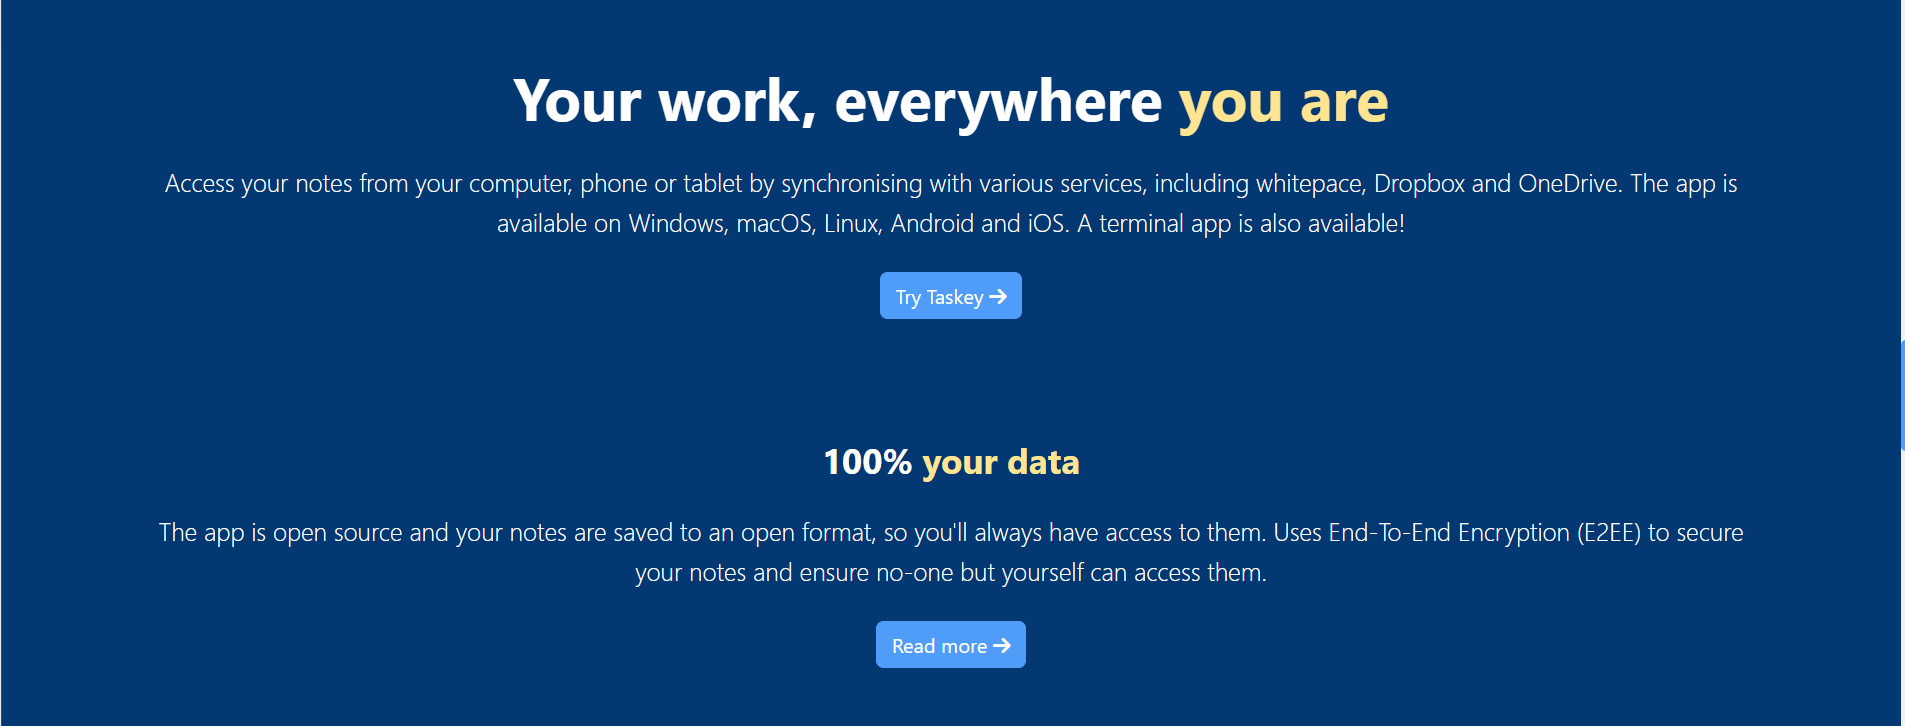 Your work, everywhere you are
Access your notes from your computer, phone or tablet by synchronising with various services, including whitepace, Dropbox and OneDrive. The app is
available on Windows, macOS, Linux, Android and iOS. A terminal app is also available!
Try Taskey →
100% your data
The app is open source and your notes are saved to an open format, so you'll always have access to them. Uses End-To-End Encryption (E2EE) to secure
your notes and ensure no-one but yourself can access them.
Read more →